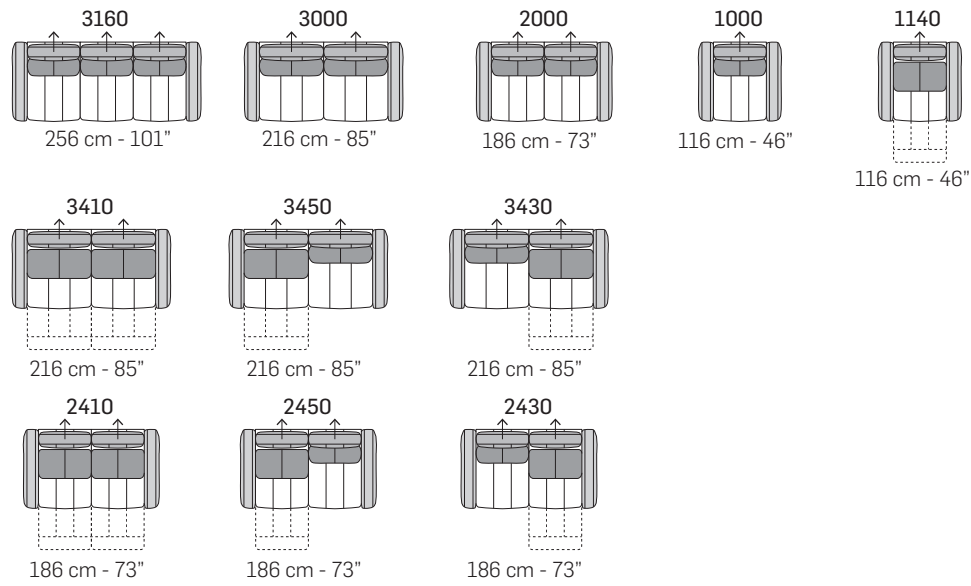 3160 3000 2000 1000 1140
256 cm - 101” 216 cm - 85” 186 cm - 73” 116 cm - 46”
116 cm - 46”
3410 3450 3430
216 cm - 85” 216 cm - 85” 216 cm - 85”
2410 2450 2430
186 cm - 73” 186 cm - 73” 186 cm - 73”